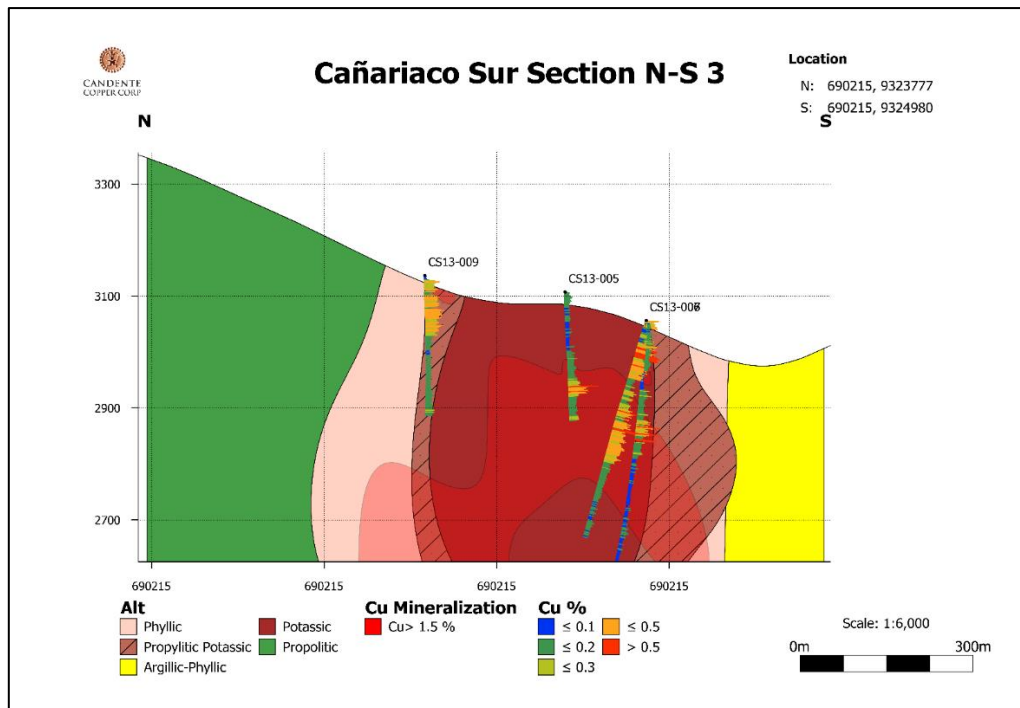 CANDENTE
COPPER CORP
Cañariaco Sur Section N-S 3
Location
N: 690215, 9323777
S: 690215, 9324980
N
S
3300
3100
2900
2700
CS13-009
CS13-005
690215
690215
690215
690215
Alt
Phyllic
Propylitic Potassic
Argillic-Phyllic
Potassic
Propolitic
Cu Mineralization
Cu> 1.5 %
Cu %
≤ 0.1
≤ 0.2
≤ 0.3
≤ 0.5
> 0.5
Scale: 1:6,000
0m
300m